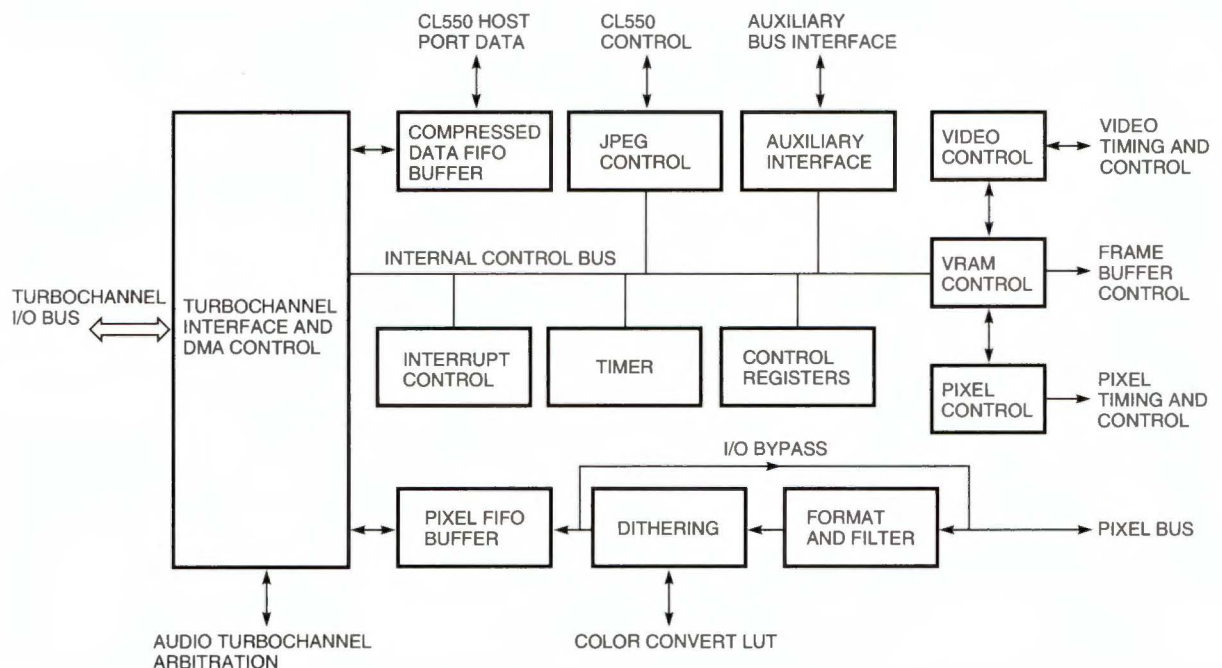 CL550 HOST
PORT DATA
CL550
CONTROL
AUXILIARY
BUS INTERFACE
COMPRESSED
DATA FIFO
BUFFER
JPEG
CONTROL
AUXILIARY
INTERFACE
VIDEO
CONTROL
VIDEO
TIMING AND
CONTROL
INTERNAL CONTROL BUS
VRAM
CONTROL
FRAME
BUFFER
CONTROL
TURBOCHANNEL
I/O BUS
TURBOCHANNEL
INTERFACE AND
DMA CONTROL
INTERRUPT
CONTROL
TIMER
CONTROL
REGISTERS
PIXEL
CONTROL
PIXEL
TIMING AND
CONTROL
I/O BYPASS
PIXEL FIFO
BUFFER
DITHERING
FORMAT
AND FILTER
PIXEL BUS
AUDIO TURBOCHANNEL
ARBITRATION
COLOR CONVERT LUT